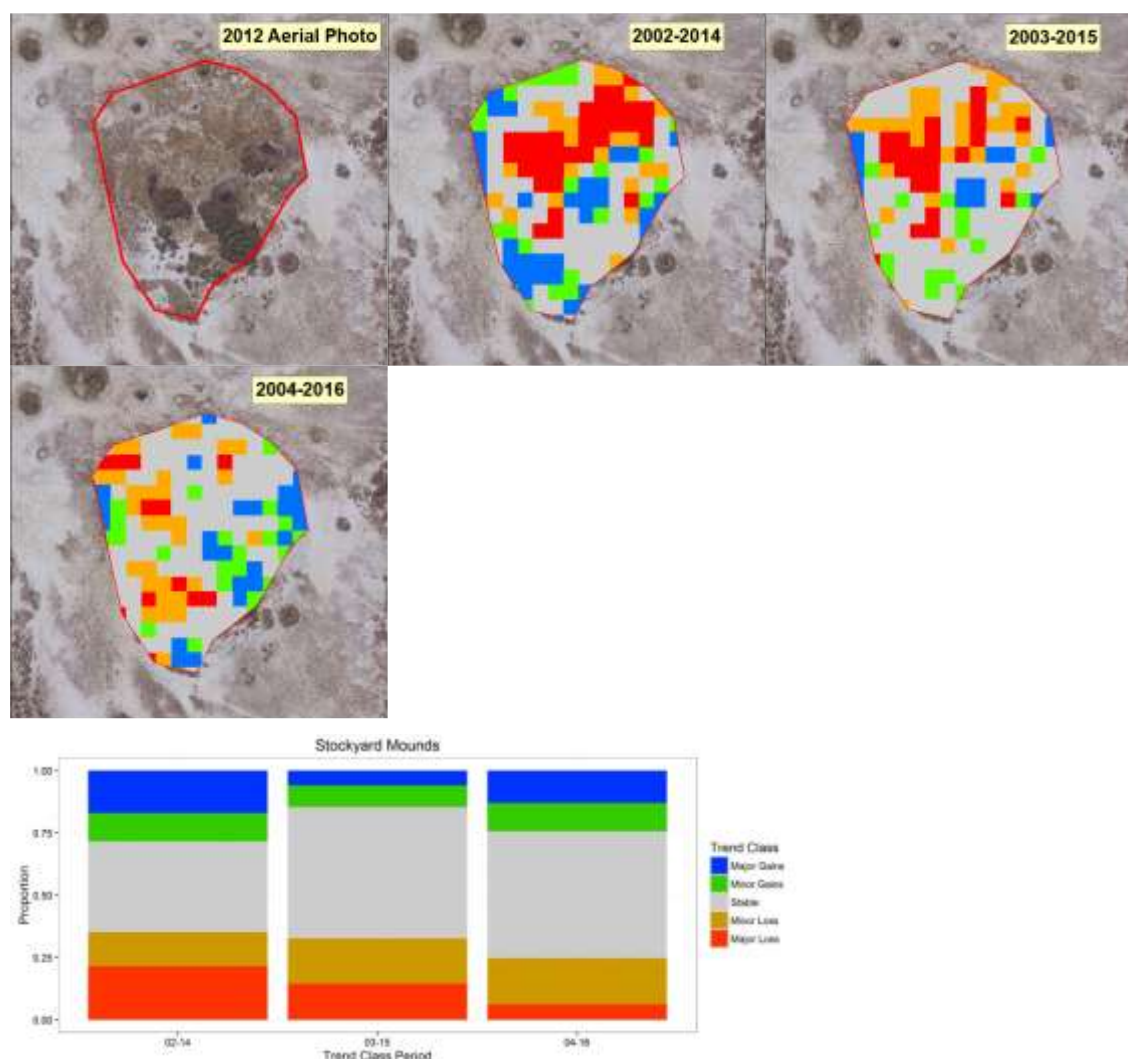 2012 Aerial Photo
2002-2014
2003-2015
2004-2016
Stockyard Mounds
1.00
0.75
0.50
0.25
0.00
Proportion
02-14
03-15
04-16
Trend Class Period
Trend Class
Major Gains
Minor Gains
Stable
Minor Loss
Major Loss